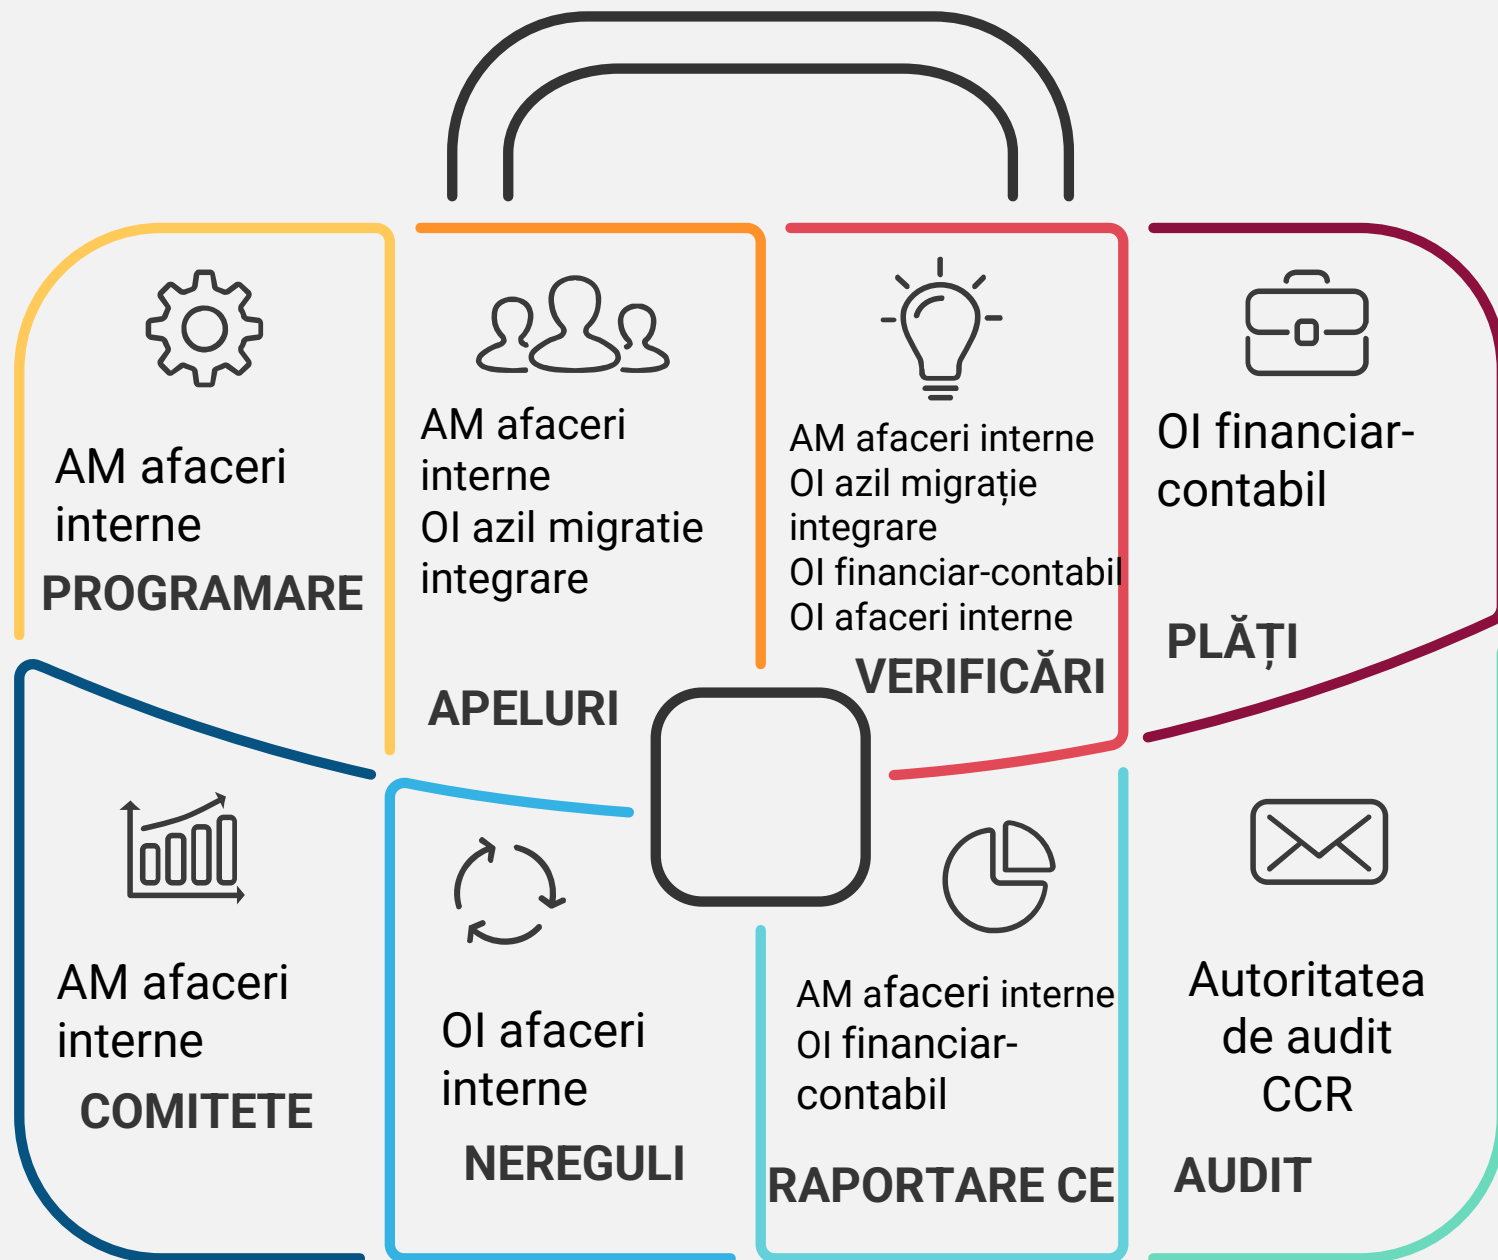 AM afaceri
interne
PROGRAMARE
AM afaceri
interne
OI azil migratie
integrare
APELURI
AM afaceri interne
OI azil migrație
integrare
OI financiar-contabil
OI afaceri interne
VERIFICĂRI
OI financiar-
contabil
PLĂȚI
AM afaceri
interne
COMITETE
OI afaceri
interne
NEREGULI
AM afaceri interne
OI financiar-
contabil
RAPORTARE CE
Autoritatea
de audit
CCR
AUDIT